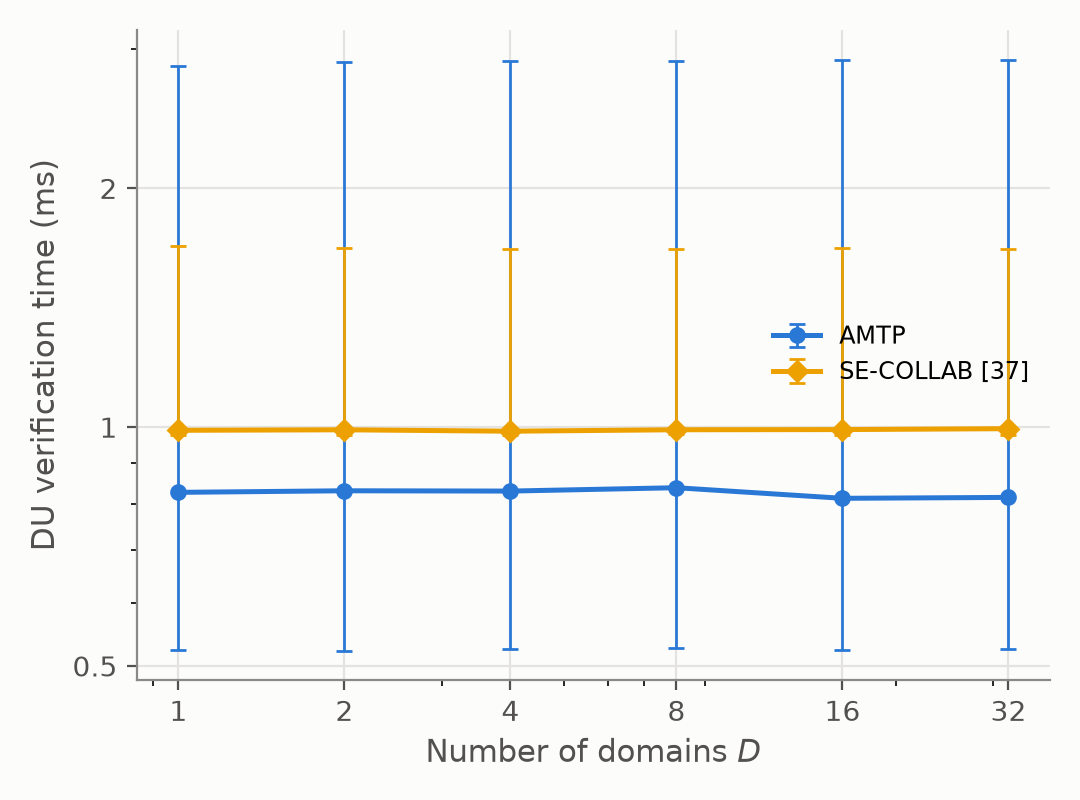 DU verification time (ms)
2
1
0.5
AMTP
SE-COLLAB [37]
1 2 4 8 16 32
Number of domains D